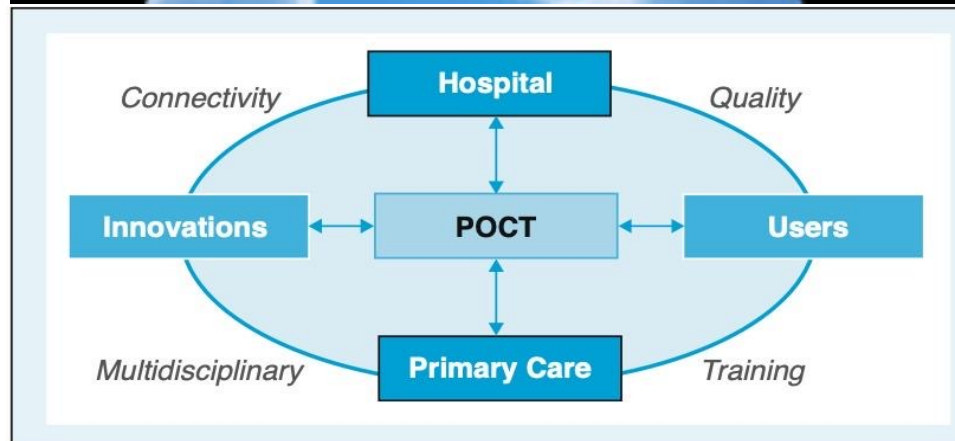 Hospital
Connectivity
Quality
Innovations
POCT
Users
Multidisciplinary
Primary Care
Training